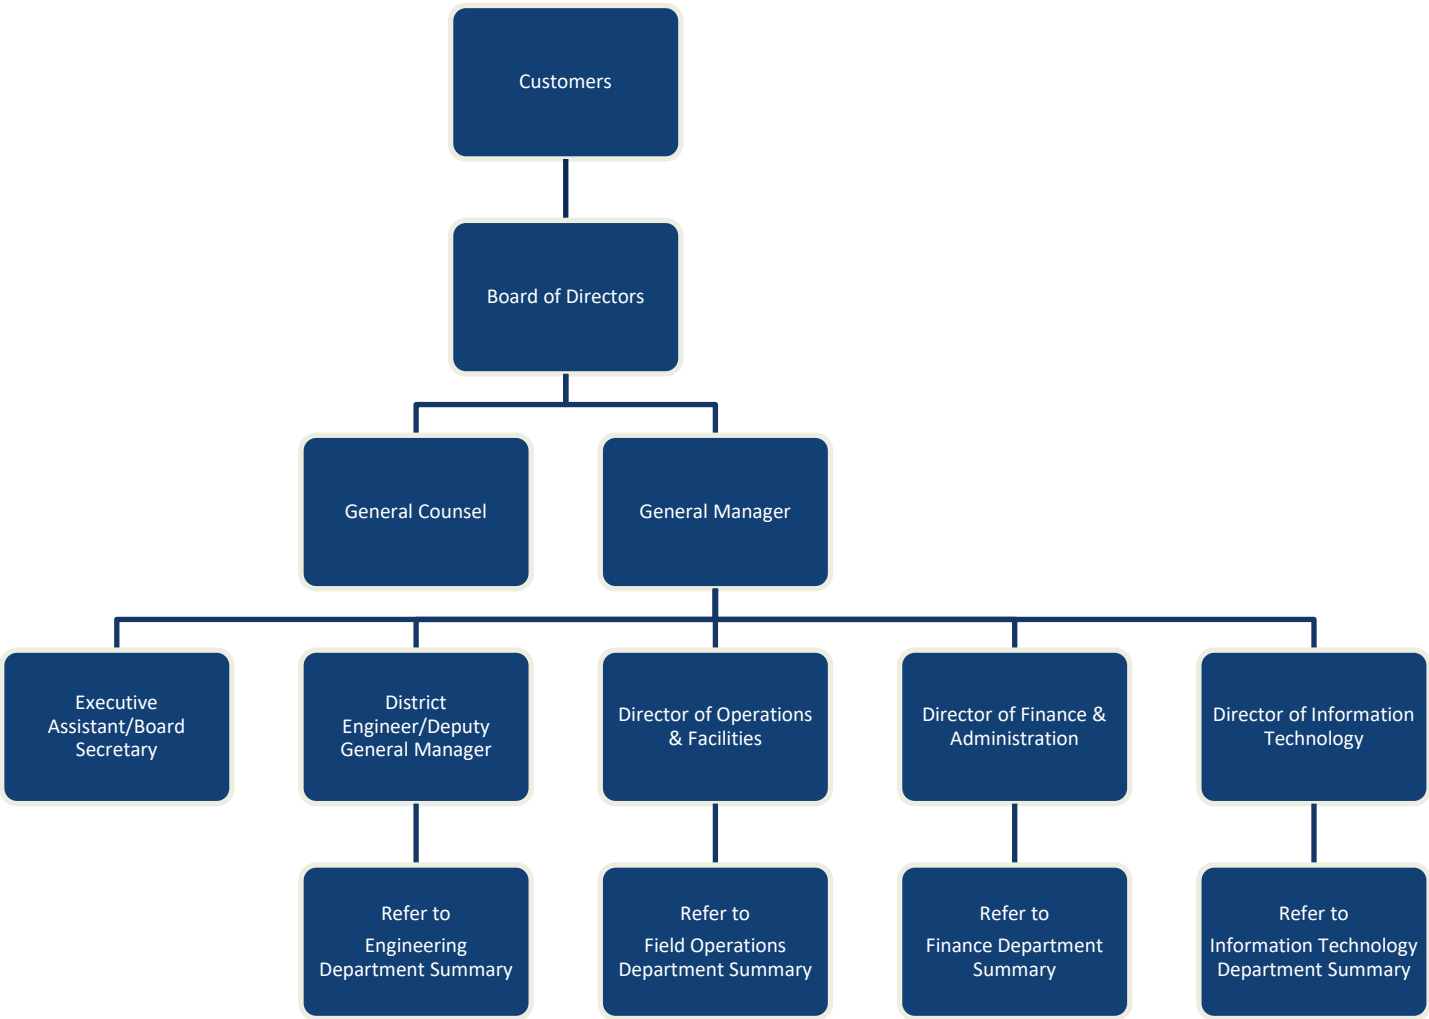 Customers
Board of Directors
General Counsel
General Manager
Executive
Assistant/Board
Secretary
District
Engineer/Deputy
General Manager
Director of Operations
& Facilities
Director of Finance &
Administration
Director of Information
Technology
Refer to
Engineering
Department Summary
Refer to
Field Operations
Department Summary
Refer to
Finance Department
Summary
Refer to
Information Technology
Department Summary